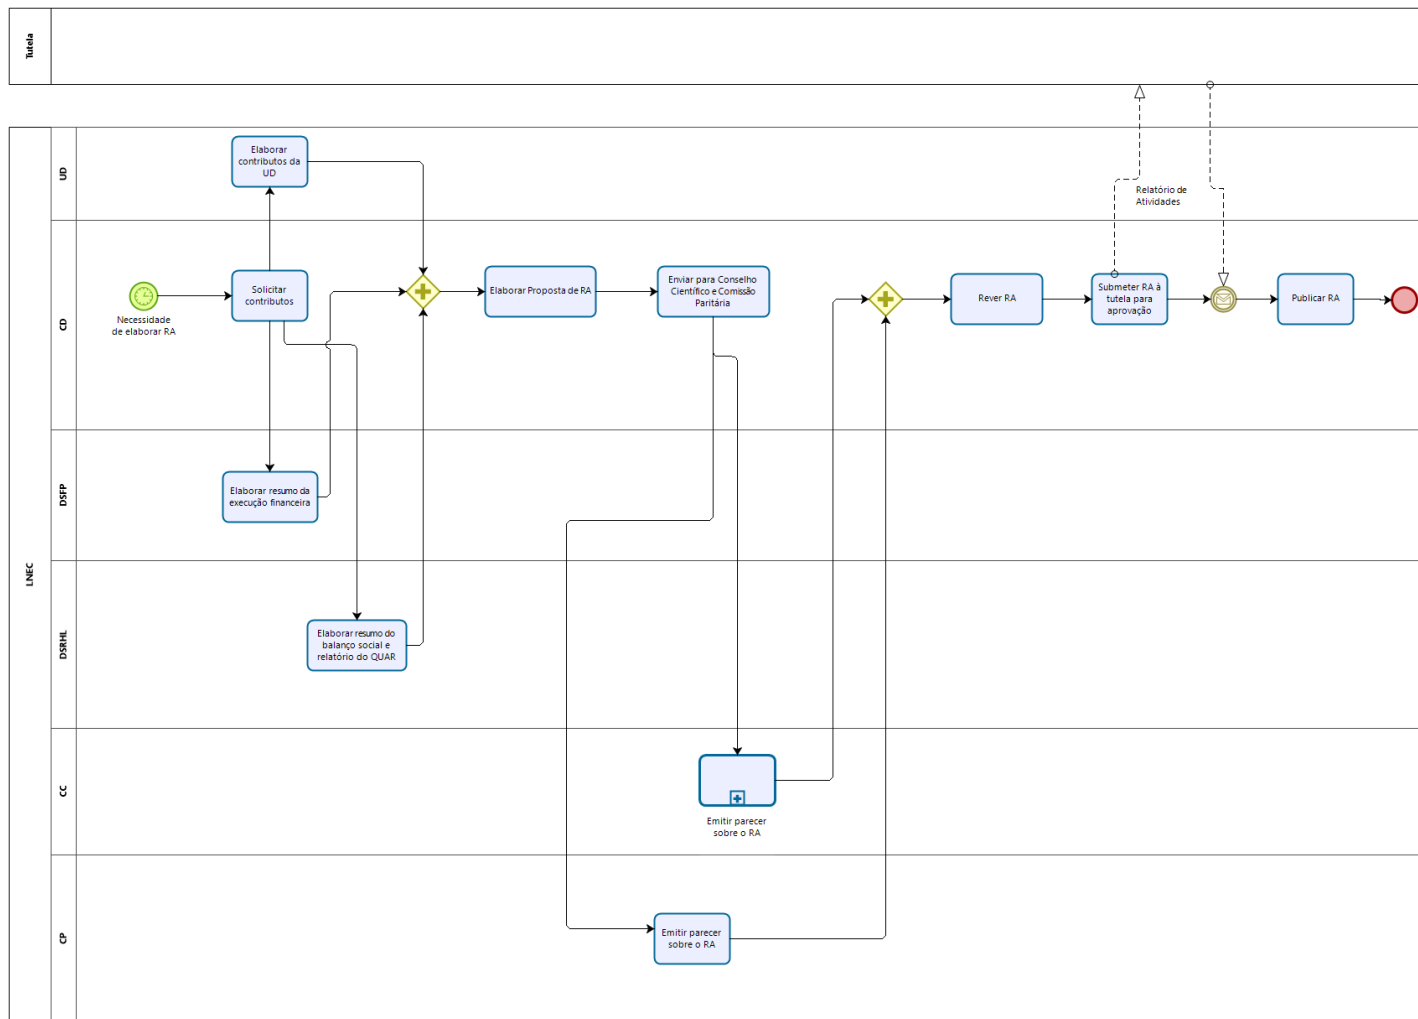 Tutela
LNEC
UD
Elaborar
contributos da
UD
Relatório de
Atividades
CD
Necessidade
de elaborar RA
Solicitar
contributos
Elaborar Proposta de RA
Enviar para Conselho
Científico e Comissão
Paritária
Rever RA
Submeter RA à
tutela para
aprovação
Publicar RA
DSFP
Elaborar resumo da
execução financeira
DSRHL
Elaborar resumo do
balanço social e
relatório do QUAR
CC
Emitir parecer
sobre o RA
CP
Emitir parecer
sobre o RA